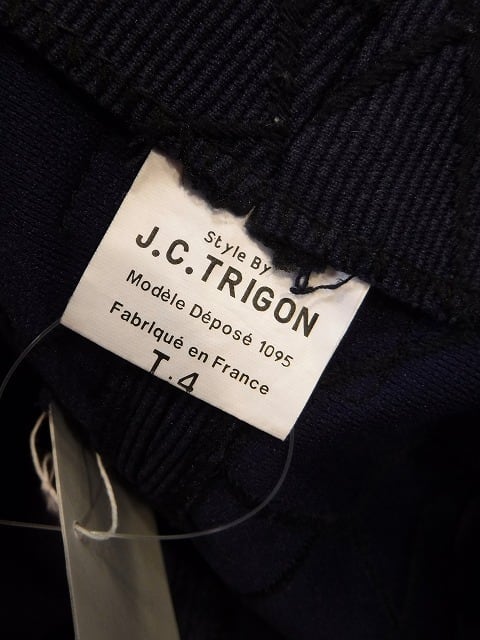 Style By
J.C.TRIGON
Modèle Déposé 1095
Fabriqué en France
T.4